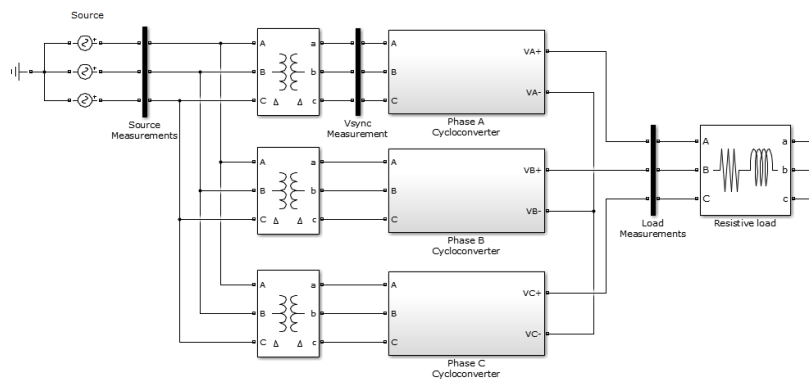 Source
+
+
+
Source
Measurements
A
B
C
a
b
c
Δ
Δ
Vsync
Measurement
A
B
C
VA+
VA-
Phase A
Cycloconverter
A
B
C
a
b
c
Δ
Δ
A
B
C
VB+
VB-
Phase B
Cycloconverter
A
B
C
a
b
c
Δ
Δ
A
B
C
VC+
VC-
Phase C
Cycloconverter
Load
Measurements
A
B
C
a
b
c
Resistive load